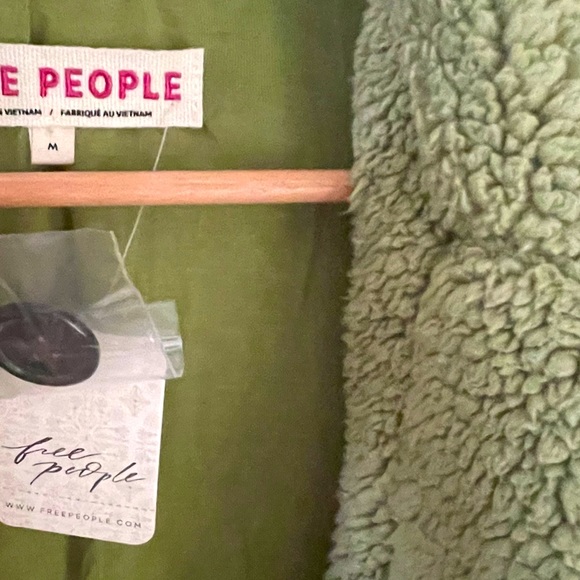 E PEOPLE
VIETNAM / FABRIQUÉ AU VIETNAM
M
free
people
WWW.FREEPEOPLE.COM